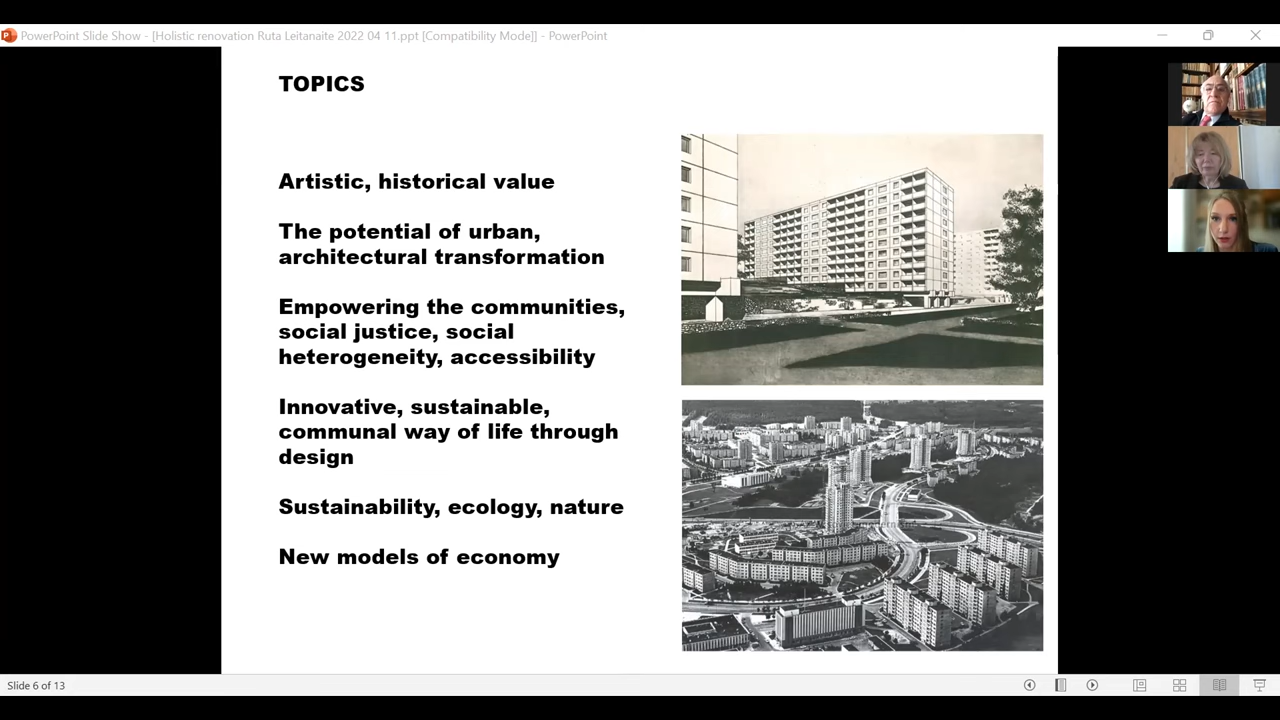 PowerPoint Slide Show - [Holistic renovation Ruta Leitanaite 2022 04 11.ppt [Compatibility Mode]] - PowerPoint
TOPICS
Artistic, historical value
The potential of urban,
architectural transformation
Empowering the communities,
social justice, social
heterogeneity, accessibility
Innovative, sustainable,
communal way of life through
design
Sustainability, ecology, nature
New models of economy
Slide 6 of 13